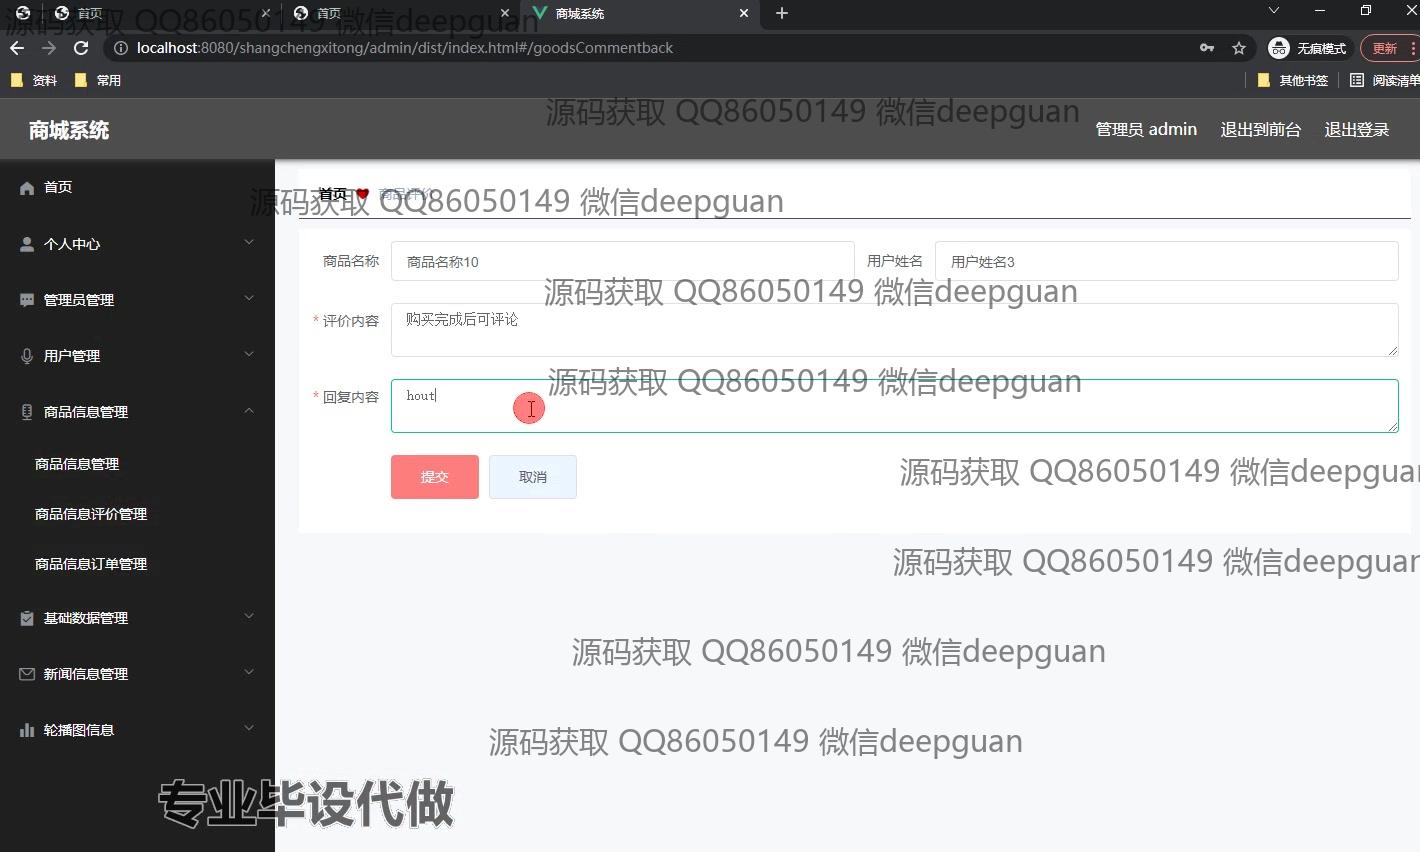 首页
首页
商城系统
源码获取 QQ86050149 微信deepguan
localhost:8080/shangchengxitong/admin/dist/index.html#/goodsCommentback
无痕模式
更新
资料
常用
其他书签
阅读清单
源码获取 QQ86050149 微信deepguan
商城系统
管理员 admin
退出到前台
退出登录
首页
首页 商品评价
源码获取 QQ86050149 微信deepguan
个人中心
商品名称 商品名称10
用户姓名 用户姓名3
源码获取 QQ86050149 微信deepguan
管理员管理
* 评价内容 购买完成后可评论
用户管理
源码获取 QQ86050149 微信deepguan
* 回复内容 hout
商品信息管理
商品信息管理
提交
取消
源码获取 QQ86050149 微信deepguan
商品信息评价管理
商品信息订单管理
源码获取 QQ86050149 微信deepguan
基础数据管理
源码获取 QQ86050149 微信deepguan
新闻信息管理
轮播图信息
源码获取 QQ86050149 微信deepguan
专业毕设代做